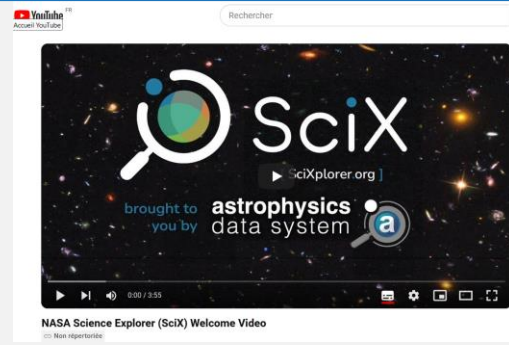 YouTube FR
Accueil YouTube
Rechercher
SciX
SciXplorer.org ]
brought to
you by
astrophysics
data system
a
0:00 / 3:55
NASA Science Explorer (SciX) Welcome Video
Non répertoriée